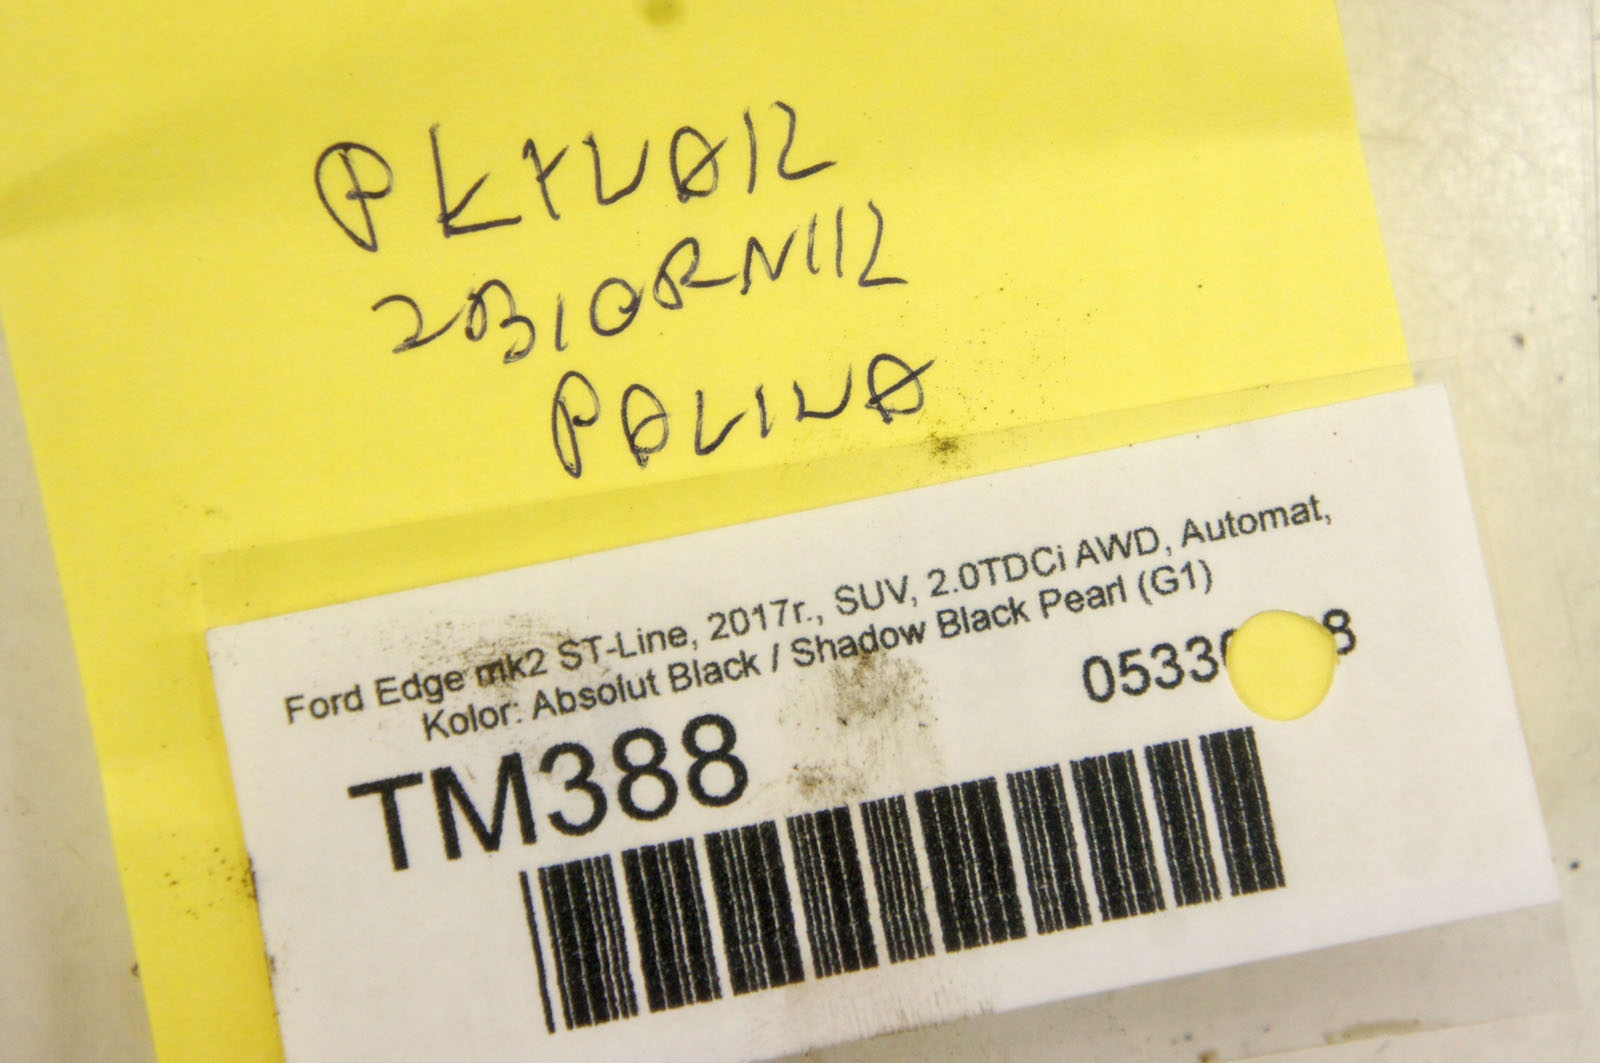 PŁYWAK
ZBIORNIK
PALIWA
Ford Edge mk2 ST-Line, 2017r., SUV, 2.0TDCi AWD, Automat,
Kolor: Absolut Black / Shadow Black Pearl (G1)
TM388